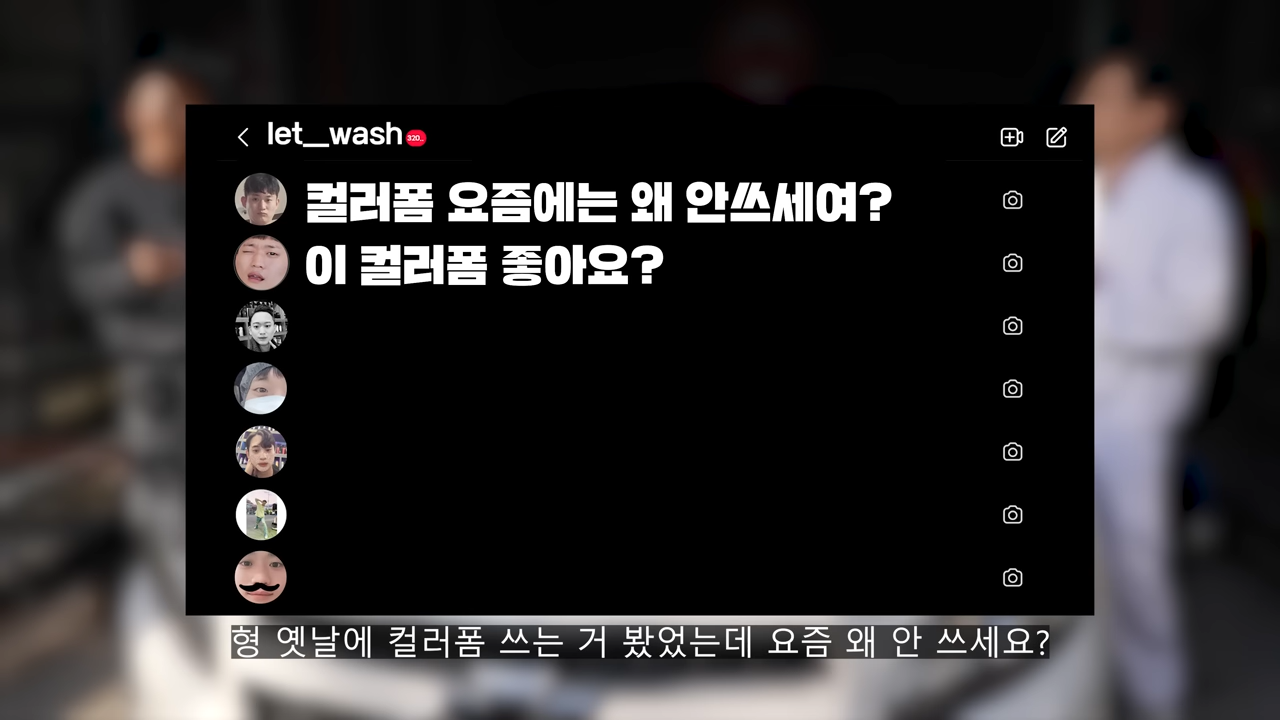 let__wash 320..
컬러폼 요즘에는 왜 안쓰세여?
이 컬러폼 좋아요?
형 옛날에 컬러폼 쓰는 거 봤었는데 요즘 왜 안 쓰세요?